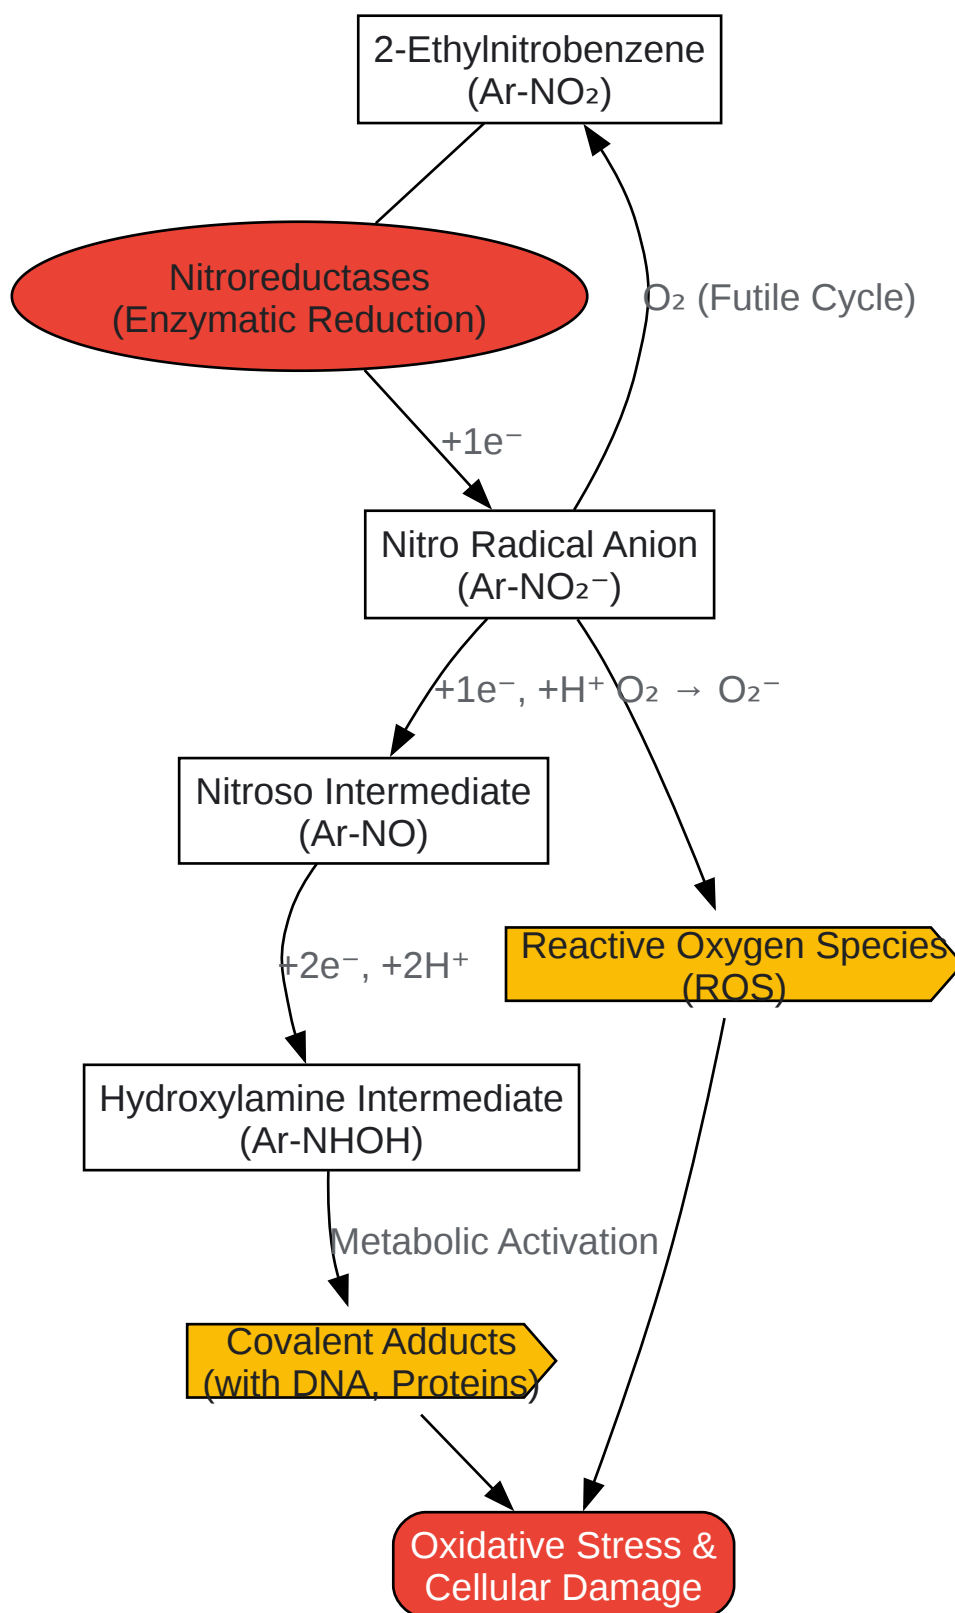 2-Ethylnitrobenzene
(Ar-NO₂)
Nitroreductases
(Enzymatic Reduction)
O₂ (Futile Cycle)
+1e⁻
Nitro Radical Anion
(Ar-NO₂⁻)
+1e⁻, +H⁺
O₂ → O₂⁻
Nitroso Intermediate
(Ar-NO)
Reactive Oxygen Species
(ROS)
+2e⁻, +2H⁺
Hydroxylamine Intermediate
(Ar-NHOH)
Metabolic Activation
Covalent Adducts
(with DNA, Proteins)
Oxidative Stress &
Cellular Damage